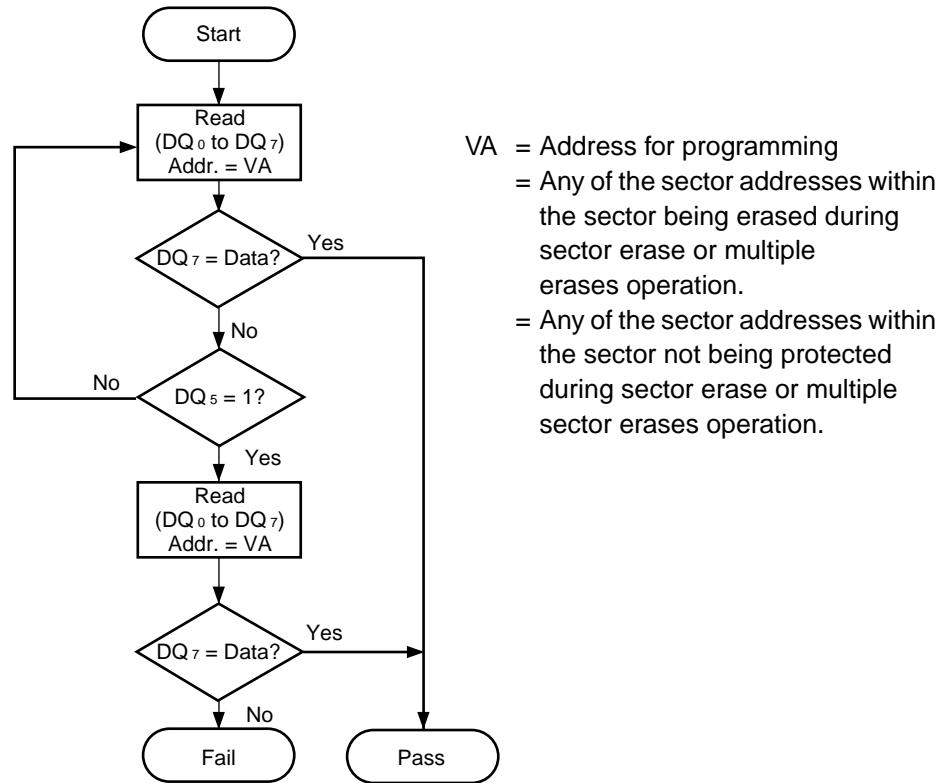 Start
Read
(DQ0 to DQ7)
Addr. = VA
DQ7 = Data?
Yes
No
DQ5 = 1?
No
Yes
Read
(DQ0 to DQ7)
Addr. = VA
DQ7 = Data?
Yes
No
Fail
Pass
VA = Address for programming
= Any of the sector addresses within
the sector being erased during
sector erase or multiple
erases operation.
= Any of the sector addresses within
the sector not being protected
during sector erase or multiple
sector erases operation.